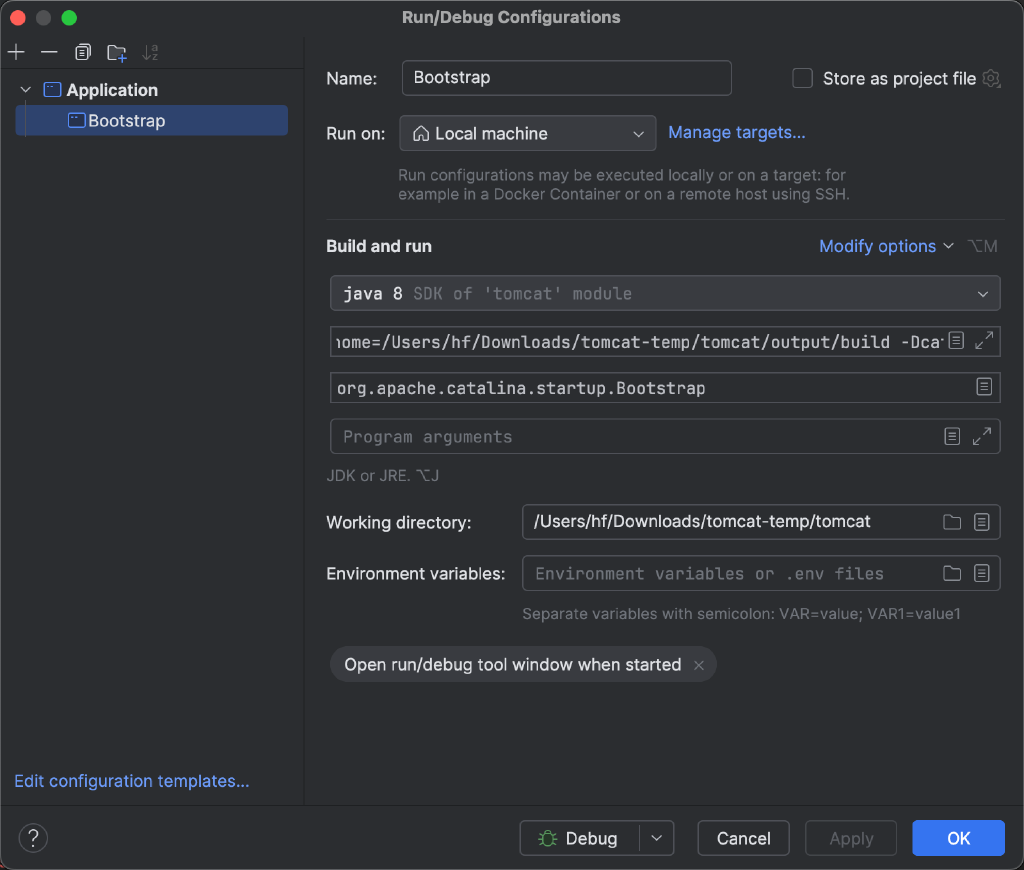 Run/Debug Configurations
Application
Bootstrap
Name: Bootstrap Store as project file
Run on: Local machine Manage targets...
Run configurations may be executed locally or on a target: for
example in a Docker Container or on a remote host using SSH.
Build and run Modify options ⌥M
java 8 SDK of 'tomcat' module
home=/Users/hf/Downloads/tomcat-temp/tomcat/output/build -Dcat
org.apache.catalina.startup.Bootstrap
Program arguments
JDK or JRE. ⌥J
Working directory: /Users/hf/Downloads/tomcat-temp/tomcat
Environment variables: Environment variables or .env files
Separate variables with semicolon: VAR=value; VAR1=value1
Open run/debug tool window when started
Edit configuration templates...
? Debug Cancel Apply OK